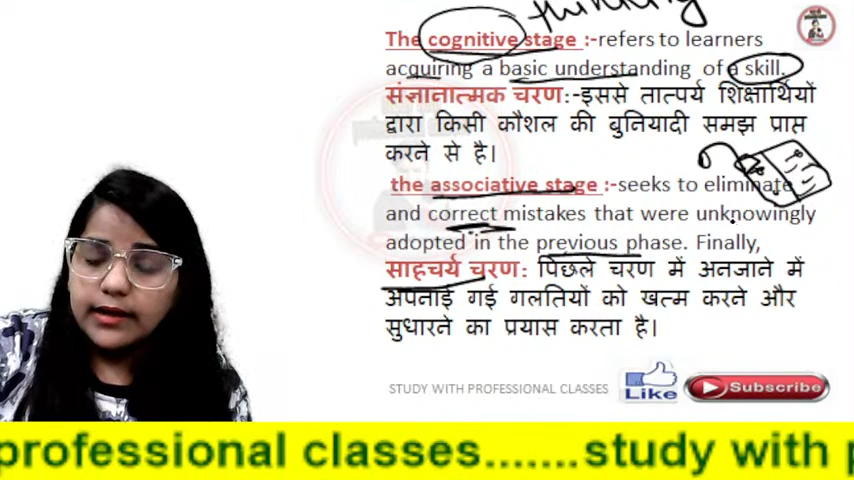 thinking
The cognitive stage :-refers to learners
acquiring a basic understanding of a skill.
संज्ञानात्मक चरण:-इससे तात्पर्य शिक्षार्थियों
द्वारा किसी कौशल की बुनियादी समझ प्राप्त
करने से है।
the associative stage :-seeks to eliminate
and correct mistakes that were unknowingly
adopted in the previous phase. Finally,
साहचर्य चरण: पिछले चरण में अनजाने में
अपनाई गई गलतियों को खत्म करने और
सुधारने का प्रयास करता है।
STUDY WITH PROFESSIONAL CLASSES
Like
Subscribe
professional classes.......study with p